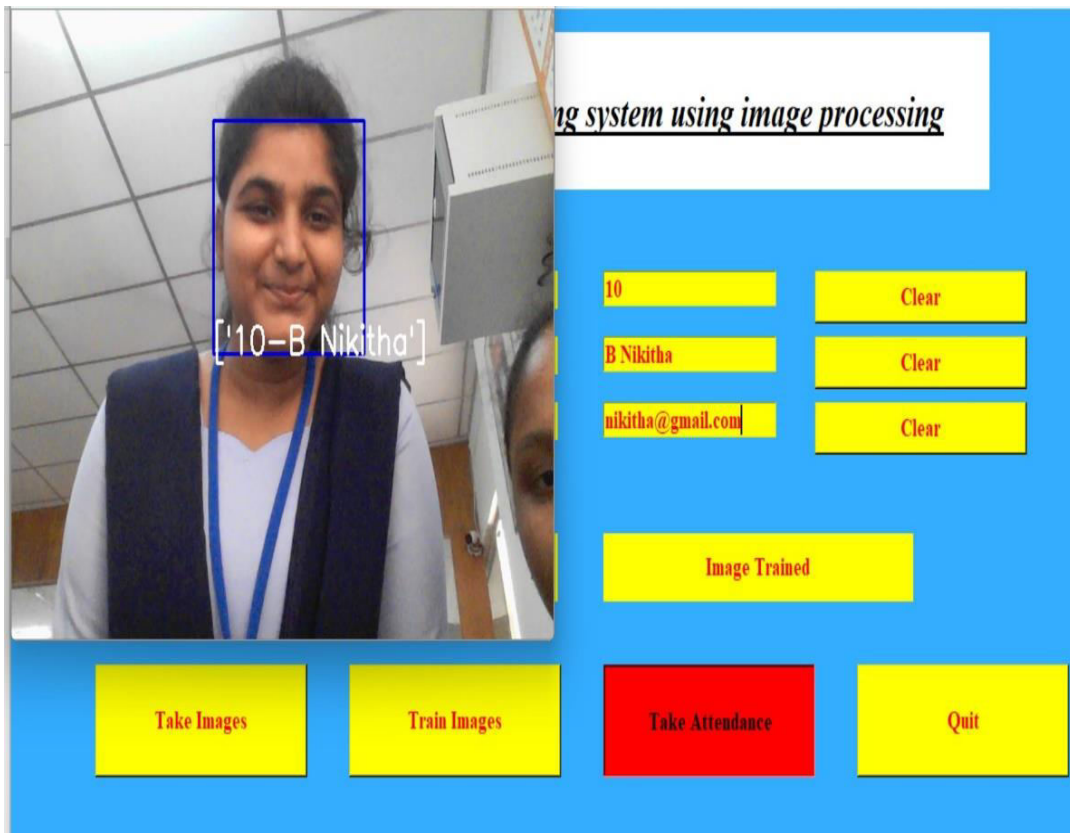 ng system using image processing
['10-B Nikitha']
10
Clear
B Nikitha
Clear
nikitha@gmail.com
Clear
Image Trained
Take Images
Train Images
Take Attendance
Quit